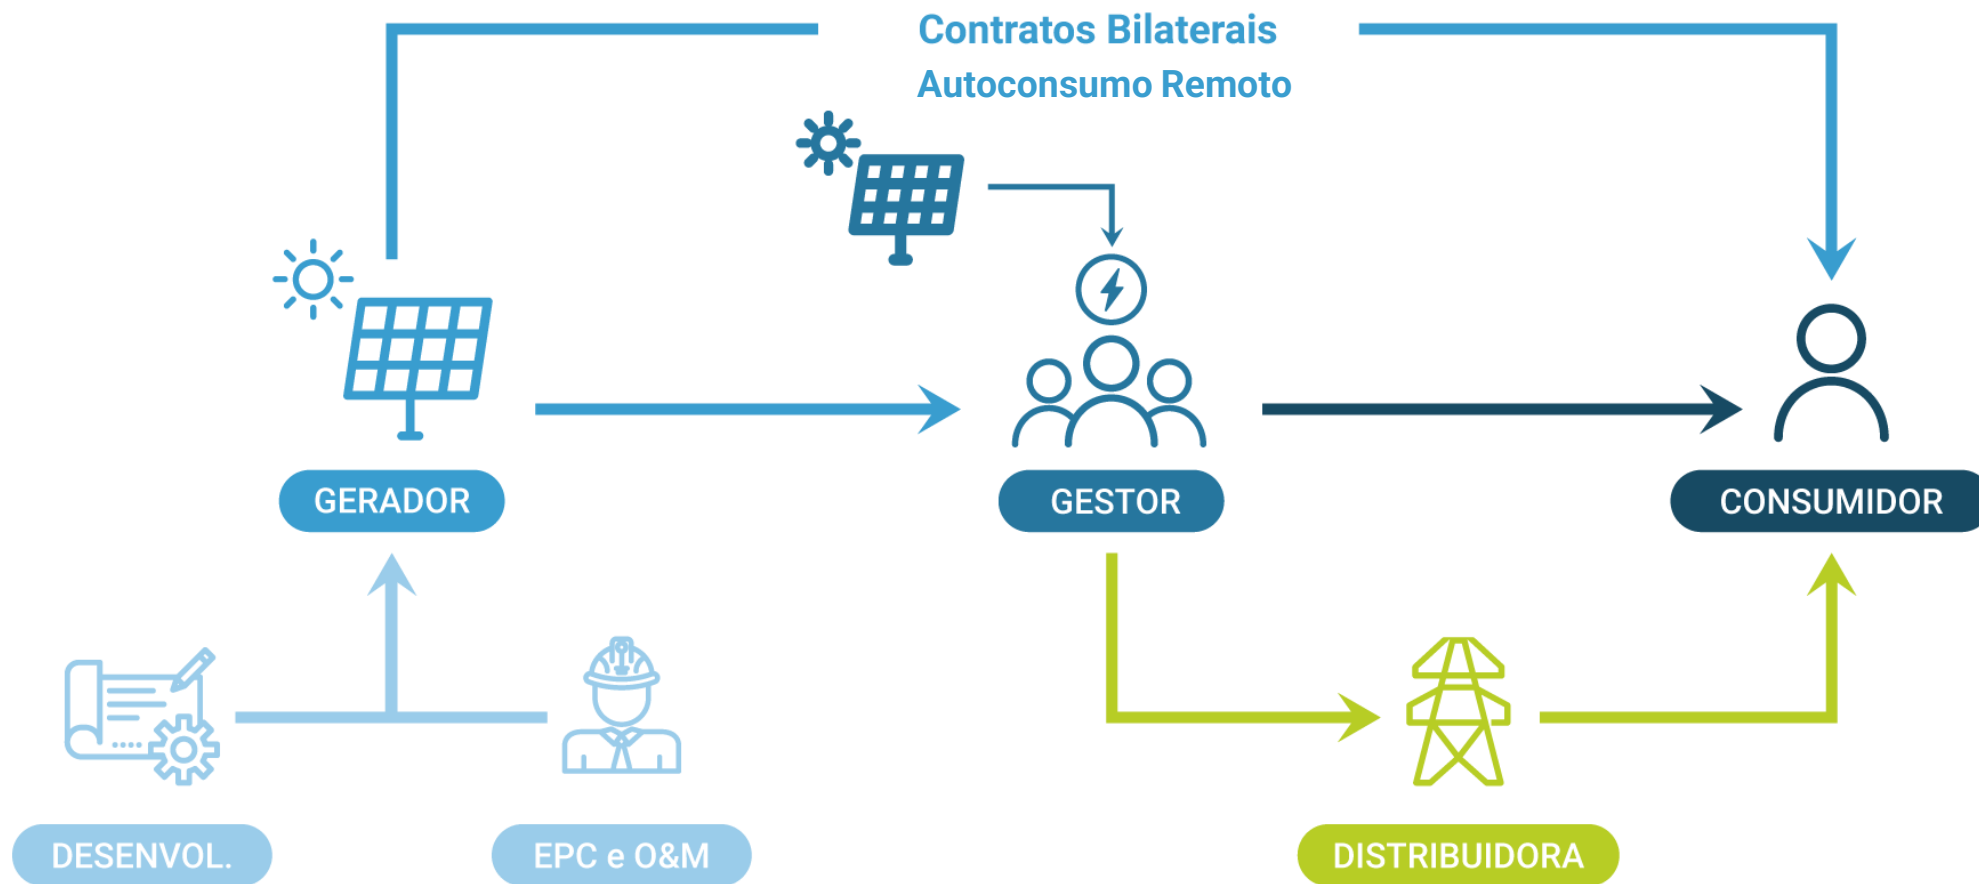 Contratos Bilaterais
Autoconsumo Remoto
GERADOR
GESTOR
CONSUMIDOR
DESENVOL.
EPC e O&M
DISTRIBUIDORA